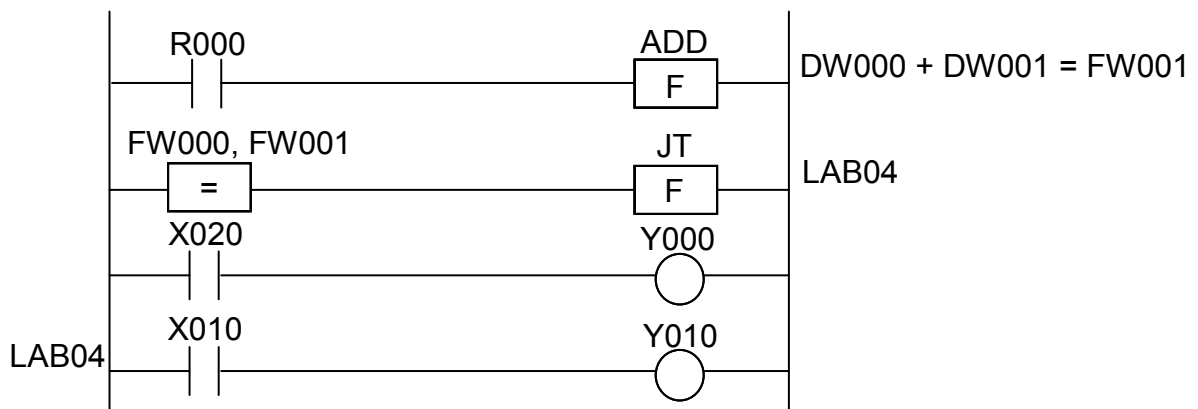 R000 ADD
F DW000 + DW001 = FW001
FW000, FW001 JT
= F LAB04
X020 Y000
X010 Y010
LAB04